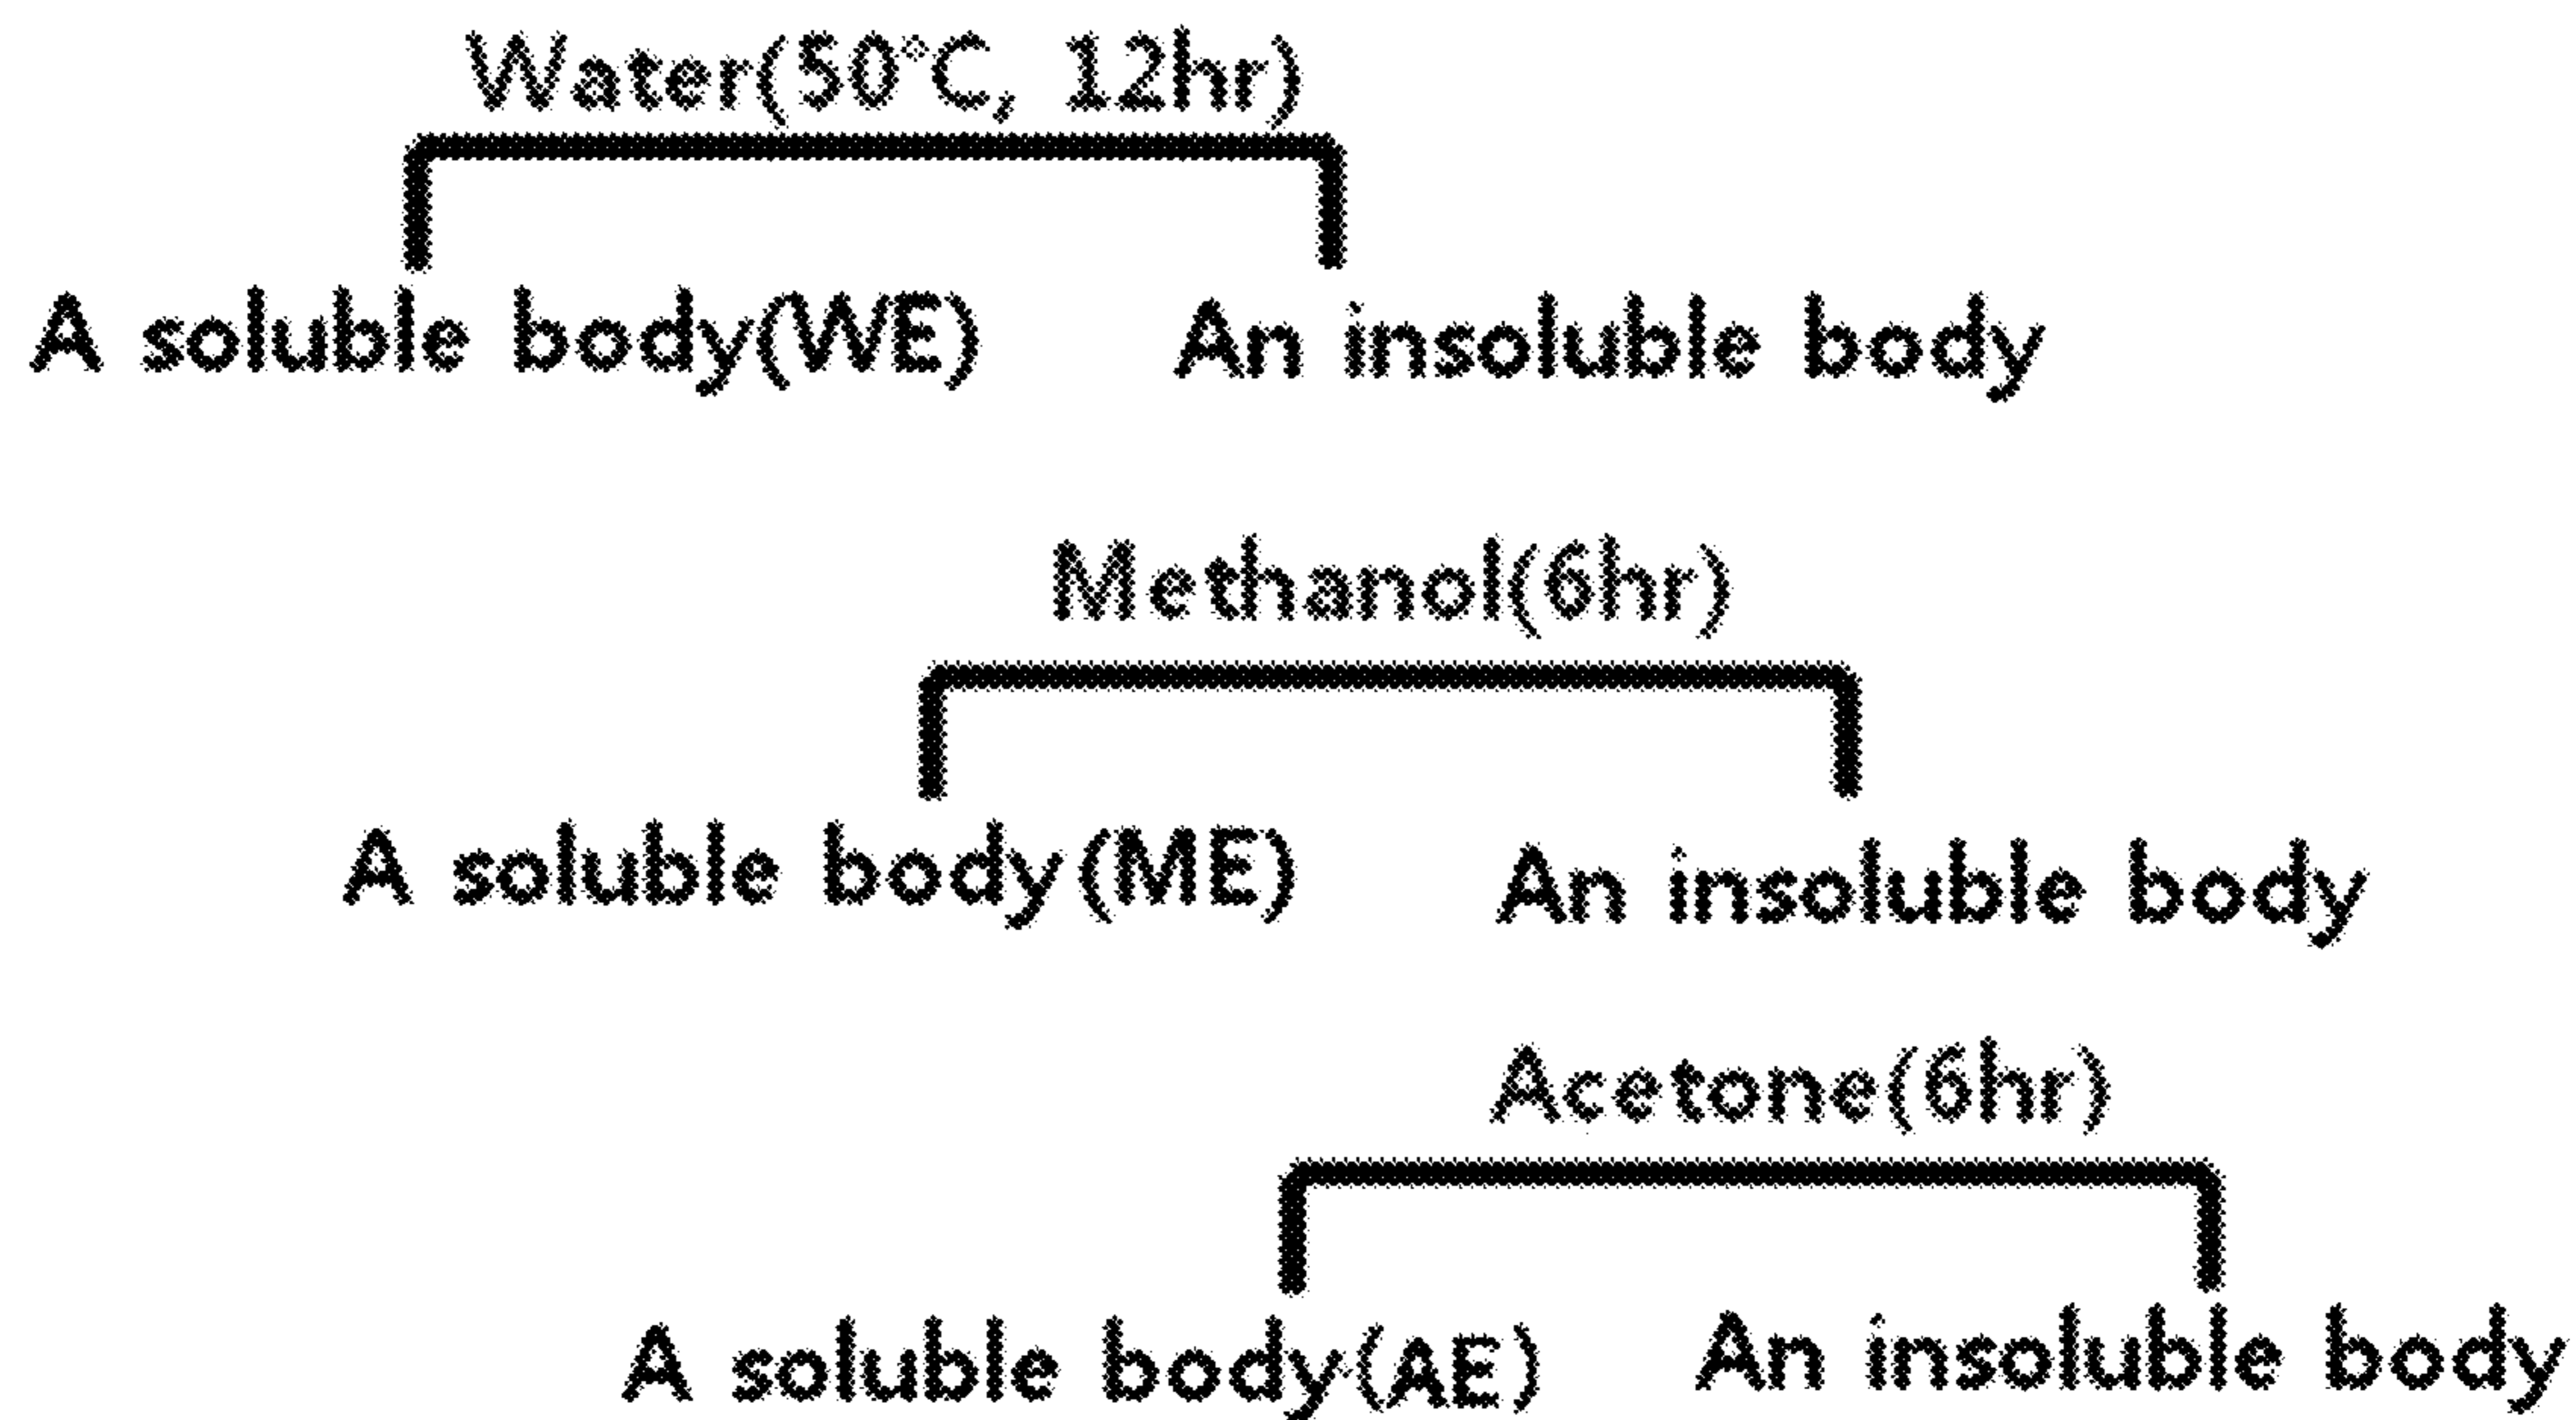 Water(50°C, 12hr)
A soluble body(WE) An insoluble body
Methanol(6hr)
A soluble body(ME) An insoluble body
Acetone(6hr)
A soluble body(AE) An insoluble body